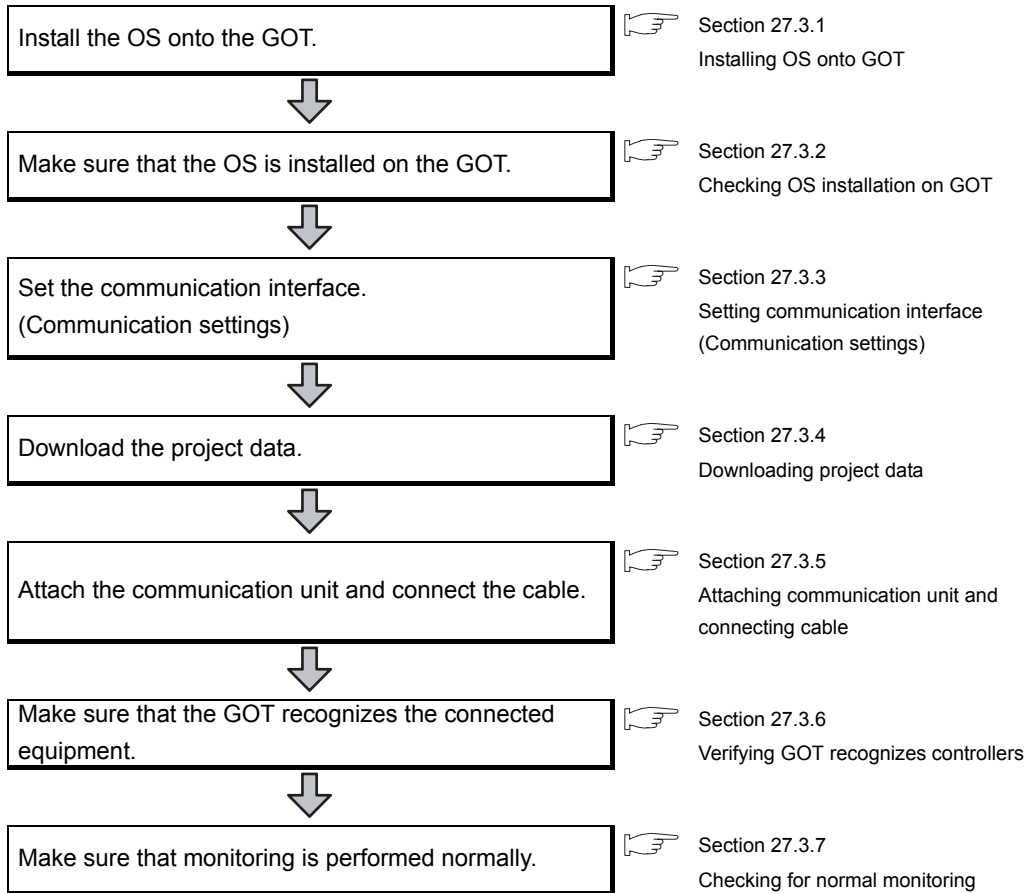 Install the OS onto the GOT.
Section 27.3.1
Installing OS onto GOT
Make sure that the OS is installed on the GOT.
Section 27.3.2
Checking OS installation on GOT
Set the communication interface.
(Communication settings)
Section 27.3.3
Setting communication interface
(Communication settings)
Download the project data.
Section 27.3.4
Downloading project data
Attach the communication unit and connect the cable.
Section 27.3.5
Attaching communication unit and
connecting cable
Make sure that the GOT recognizes the connected
equipment.
Section 27.3.6
Verifying GOT recognizes controllers
Make sure that monitoring is performed normally.
Section 27.3.7
Checking for normal monitoring